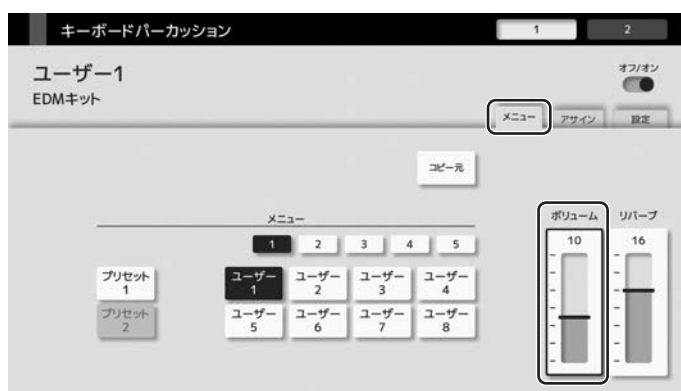 キーボードパーカッション
1
2
ユーザー1
EDMキット
オフ/オン
メニュー
アサイン
設定
コピー元
メニュー
1
2
3
4
5
プリセット
1
ユーザー
1
ユーザー
2
ユーザー
3
ユーザー
4
プリセット
2
ユーザー
5
ユーザー
6
ユーザー
7
ユーザー
8
ボリューム
リバーブ
10
16